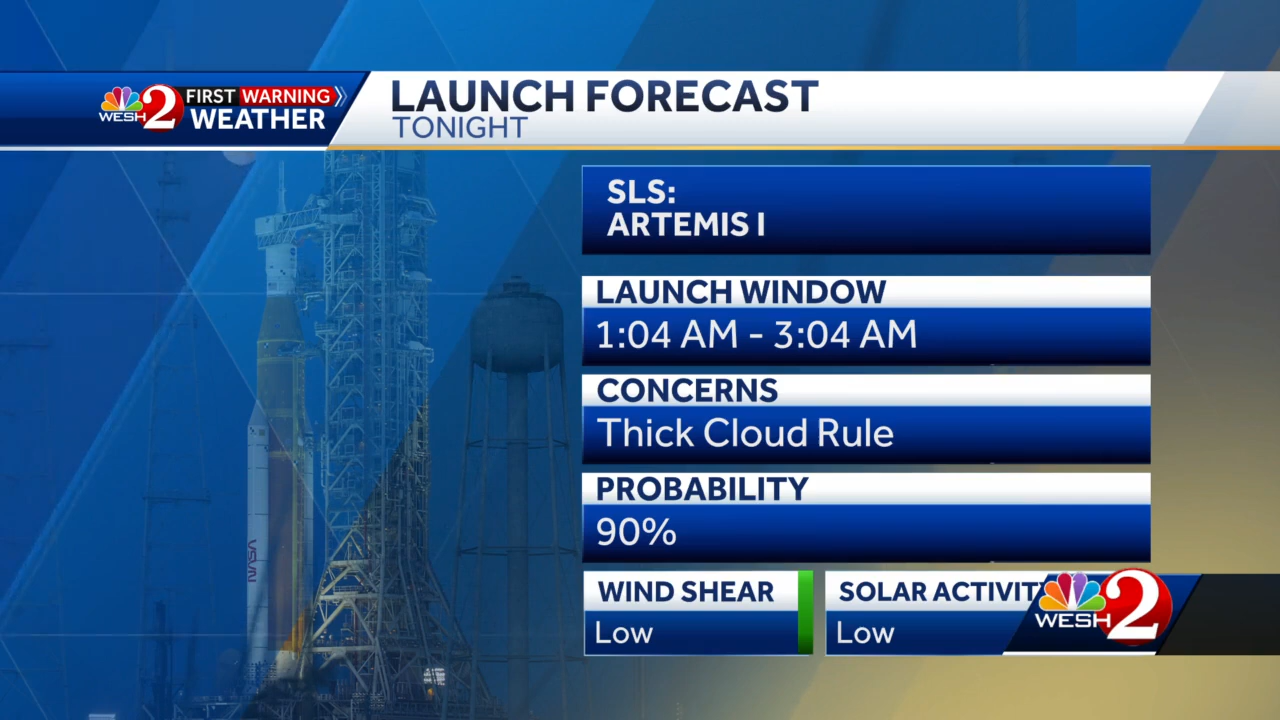 WESH 2
FIRST WARNING
WEATHER
LAUNCH FORECAST
TONIGHT
SLS:
ARTEMIS I
LAUNCH WINDOW
1:04 AM - 3:04 AM
CONCERNS
Thick Cloud Rule
PROBABILITY
90%
NASA
WIND SHEAR
Low
SOLAR ACTIVIT
Low
WESH 2